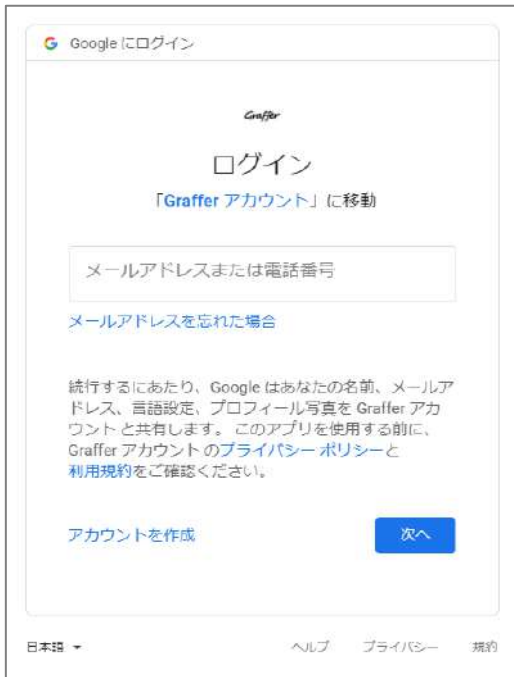 Google にログイン
Graffer
ログイン
「Graffer アカウント」に移動
メールアドレスまたは電話番号
メールアドレスを忘れた場合
続行するにあたり、Google はあなたの名前、メールア
ドレス、言語設定、プロフィール写真を Graffer アカ
ウント と共有します。このアプリを使用する前に、
Graffer アカウント のプライバシー ポリシーと
利用規約をご確認ください。
アカウントを作成
次へ
日本語
ヘルプ プライバシー 規約